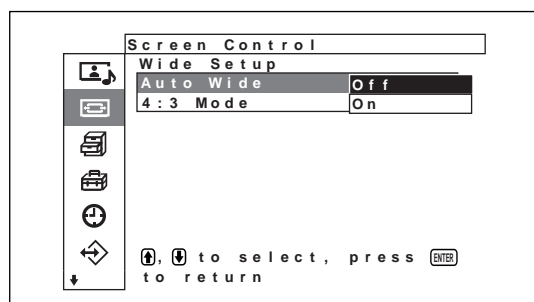 Screen Control
Wide Setup
Auto Wide Off
4:3 Mode On
, to select, press ENTER
to return